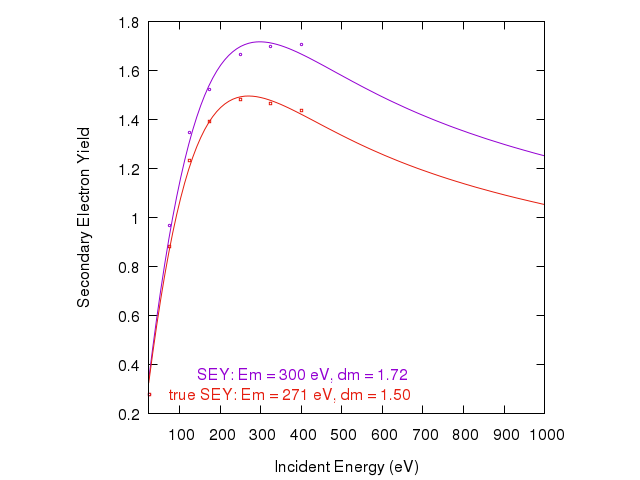 1.8
1.6
1.4
1.2
1
0.8
0.6
0.4
0.2
Secondary Electron Yield
SEY: Em = 300 eV, dm = 1.72
true SEY: Em = 271 eV, dm = 1.50
100 200 300 400 500 600 700 800 900 1000
Incident Energy (eV)